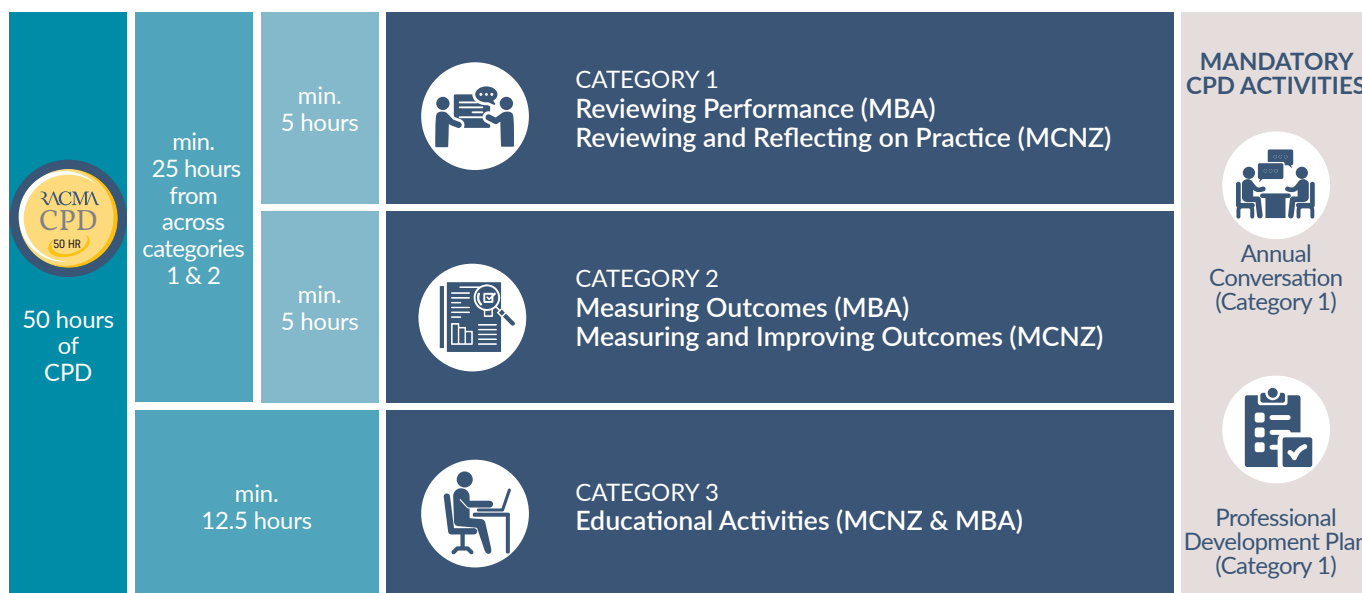 RACMA
CPD
50 HR
50 hours
of
CPD
min.
25 hours
from
across
categories
1 & 2
min.
5 hours
CATEGORY 1
Reviewing Performance (MBA)
Reviewing and Reflecting on Practice (MCNZ)
min.
5 hours
CATEGORY 2
Measuring Outcomes (MBA)
Measuring and Improving Outcomes (MCNZ)
min.
12.5 hours
CATEGORY 3
Educational Activities (MCNZ & MBA)
MANDATORY
CPD ACTIVITIES
Annual
Conversation
(Category 1)
Professional
Development Plan
(Category 1)